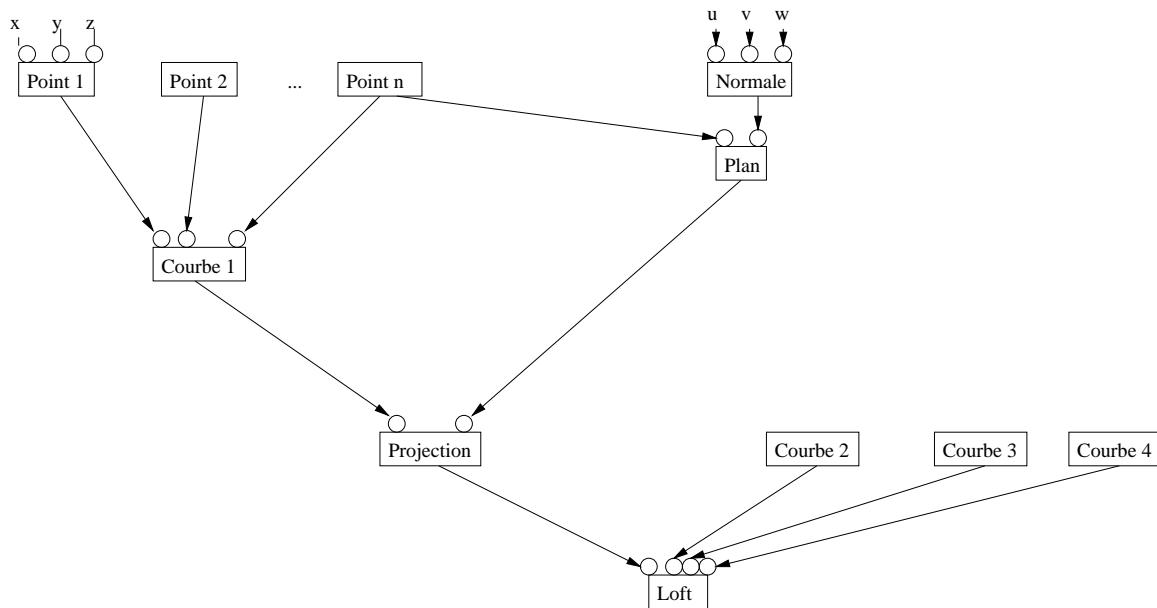 x y z u v w
Point 1 Point 2 ... Point n Normale
Plan
Courbe 1
Projection Courbe 2 Courbe 3 Courbe 4
Loft